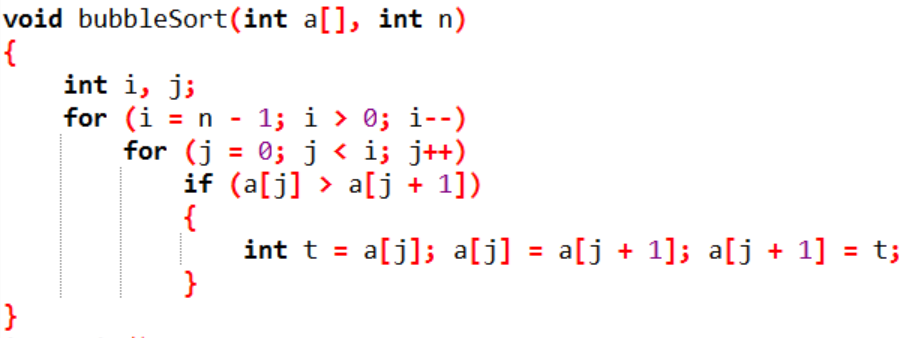 void bubbleSort(int a[], int n)
{
    int i, j;
    for (i = n - 1; i > 0; i--)
        for (j = 0; j < i; j++)
            if (a[j] > a[j + 1])
            {
                int t = a[j]; a[j] = a[j + 1]; a[j + 1] = t;
            }
}